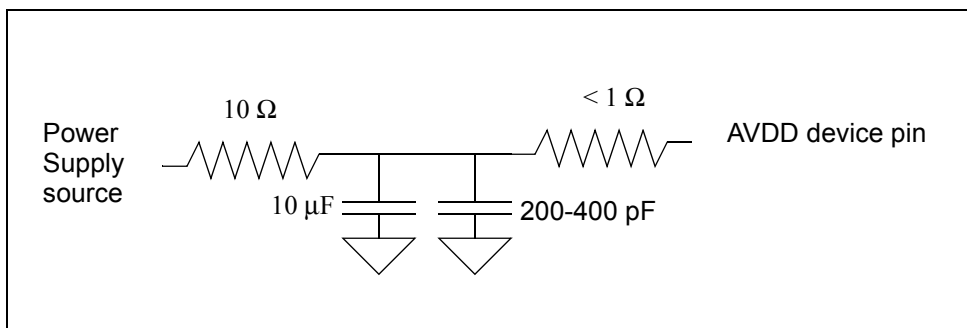 10 Ω
< 1 Ω
Power
Supply
source
AVDD device pin
10 μF
200-400 pF